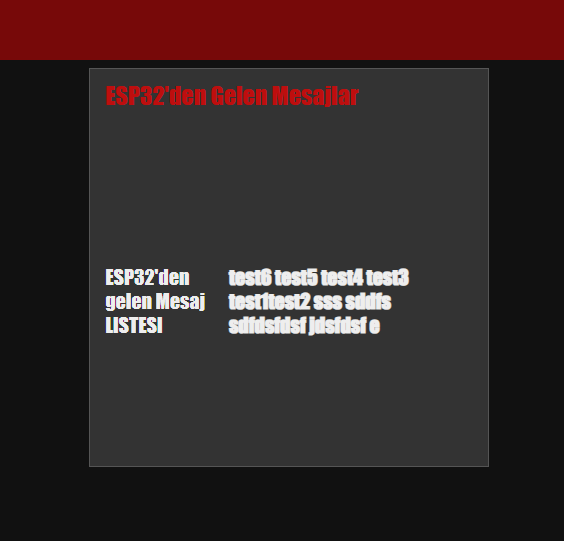 ESP32'den Gelen Mesajlar
ESP32'den
gelen Mesaj
LISTESI
test6 test5 test4 test3
test1test2 sss sddfs
sdfdsfdsf jdsfdsf e